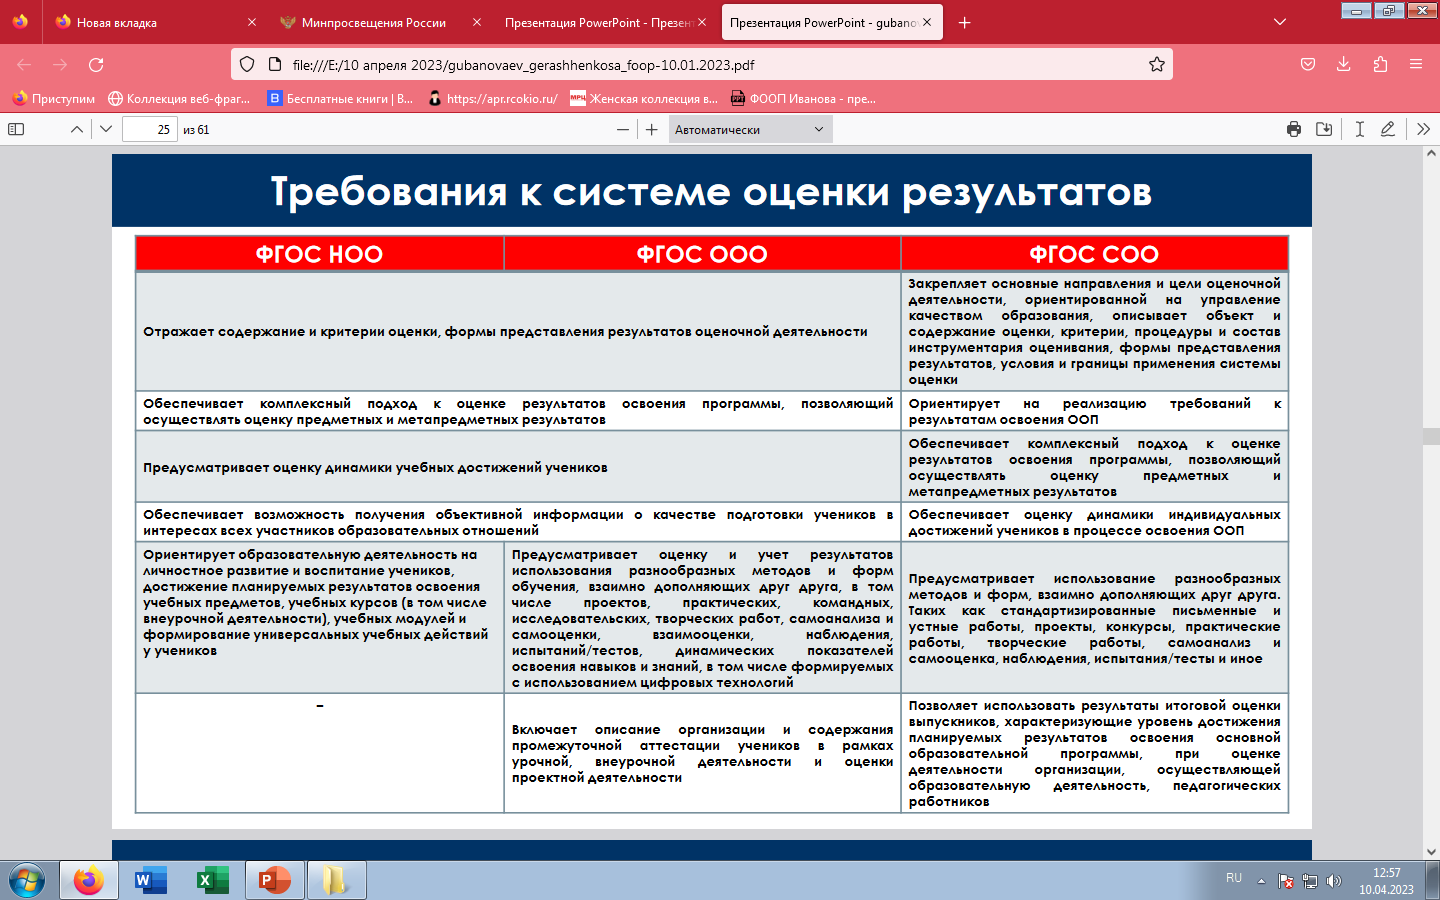 Новая вкладка
Минпросвещения России
Презентация PowerPoint - Презент
Презентация PowerPoint - gubanov
file:///E:/10 апреля 2023/gubanovaev_gerashhenkosa_foop-10.01.2023.pdf
Приступим
Коллекция веб-фраг...
Бесплатные книги | В...
https://apr.rcokio.ru/
Женская коллекция в...
ФООП Иванова - пре...
25 из 61
Автоматически
Требования к системе оценки результатов
ФГОС НОО
ФГОС ООО
ФГОС СОО
Отражает содержание и критерии оценки, формы представления результатов оценочной деятельности
Закрепляет основные направления и цели оценочной
деятельности, ориентированной на управление
качеством образования, описывает объект и
содержание оценки, критерии, процедуры и состав
инструментария оценивания, формы представления
результатов, условия и границы применения системы
оценки
Обеспечивает комплексный подход к оценке результатов освоения программы, позволяющий
осуществлять оценку предметных и метапредметных результатов
Ориентирует на реализацию требований к
результатам освоения ООП
Предусматривает оценку динамики учебных достижений учеников
Обеспечивает комплексный подход к оценке
результатов освоения программы, позволяющий
осуществлять оценку предметных и
метапредметных результатов
Обеспечивает возможность получения объективной информации о качестве подготовки учеников в
интересах всех участников образовательных отношений
Обеспечивает оценку динамики индивидуальных
достижений учеников в процессе освоения ООП
Ориентирует образовательную деятельность на
личностное развитие и воспитание учеников,
достижение планируемых результатов освоения
учебных предметов, учебных курсов (в том числе
внеурочной деятельности), учебных модулей и
формирование универсальных учебных действий
у учеников
Предусматривает оценку и учет результатов
использования разнообразных методов и форм
обучения, взаимно дополняющих друг друга, в том
числе проектов, практических, командных,
исследовательских, творческих работ, самоанализа и
самооценки, взаимооценки, наблюдения,
испытаний/тестов, динамических показателей
освоения навыков и знаний, в том числе формируемых
с использованием цифровых технологий
Предусматривает использование разнообразных
методов и форм, взаимно дополняющих друг друга.
Таких как стандартизированные письменные и
устные работы, проекты, конкурсы, практические
работы, творческие работы, самоанализ и
самооценка, наблюдения, испытания/тесты и иное
–
Включает описание организации и содержания
промежуточной аттестации учеников в рамках
урочной, внеурочной деятельности и оценки
проектной деятельности
Позволяет использовать результаты итоговой оценки
выпускников, характеризующие уровень достижения
планируемых результатов освоения основной
образовательной программы, при оценке
деятельности организации, осуществляющей
образовательную деятельность, педагогических
работников
RU
12:57
10.04.2023